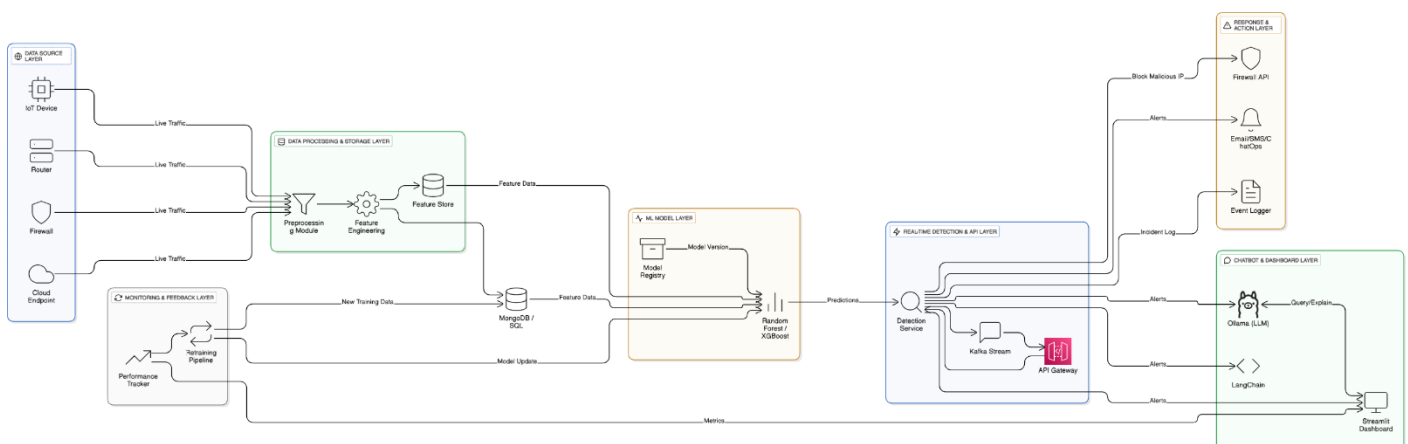 DATA SOURCE
LAYER
IoT Device
Router
Firewall
Cloud
Endpoint
Live Traffic
Live Traffic
Live Traffic
Live Traffic
DATA PROCESSING & STORAGE LAYER
Preprocessin
g Module
Feature
Engineering
Feature Store
MONITORING & FEEDBACK LAYER
Performance
Tracker
Retraining
Pipeline
New Training Data
Model Update
Metrics
MongoDB /
SQL
Feature Data
Feature Data
ML MODEL LAYER
Model
Registry
Model Version
Random
Forest /
XGBoost
Predictions
REALTIME DETECTION & API LAYER
Detection
Service
Kafka Stream
API Gateway
Block Malicious IP
Alerts
Incident Log
Alerts
Alerts
Alerts
RESPONSE &
ACTION LAYER
Firewall API
Email/SMS/C
hatOps
Event Logger
CHATBOT & DASHBOARD LAYER
Ollama (LLM)
Query/Explain
LangChain
Streamlit
Dashboard